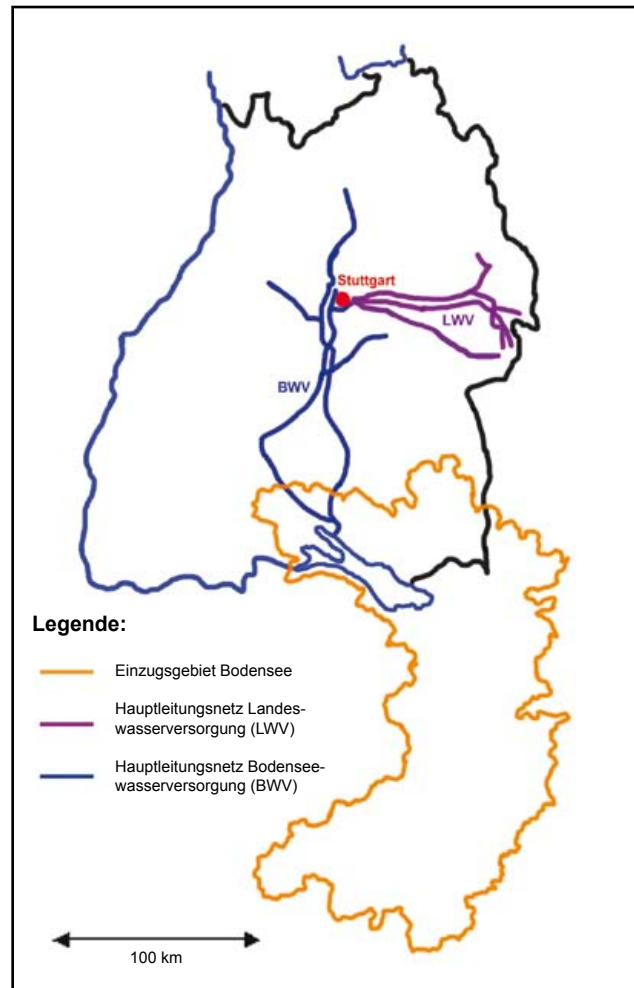 Stuttgart
LWV
BWV
Legende:
Einzugsgebiet Bodensee
Hauptleitungsnetz Landes-
wasserversorgung (LWV)
Hauptleitungsnetz Bodensee-
wasserversorgung (BWV)
100 km